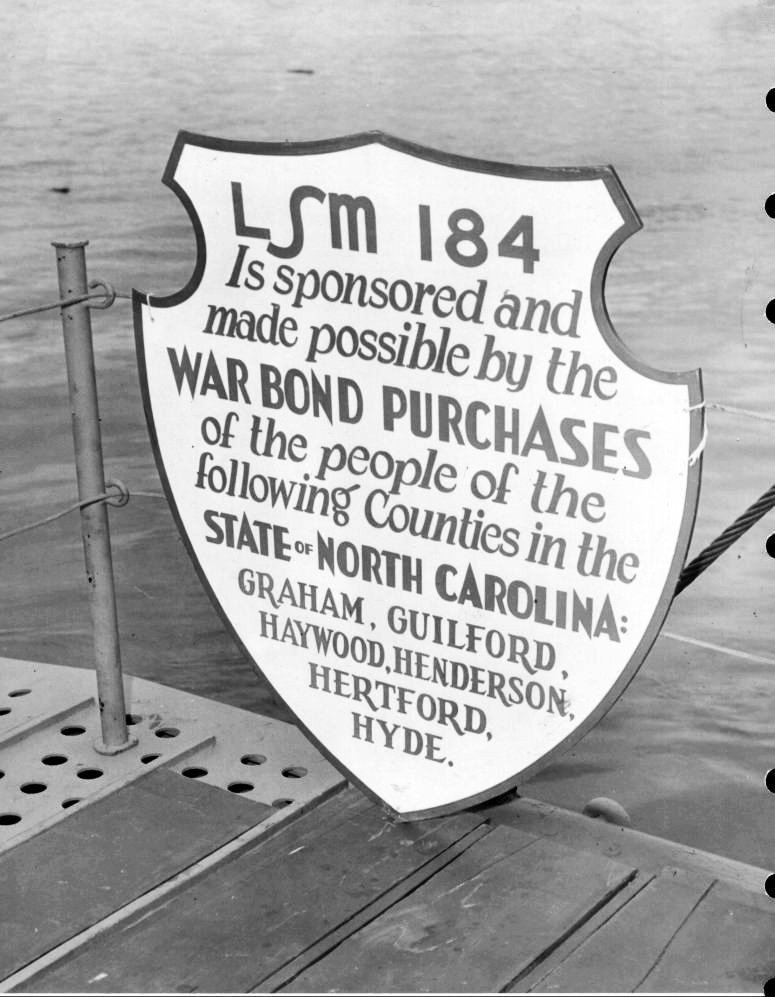 LSM 184
Is sponsored and
made possible by the
WAR BOND PURCHASES
of the people of the
following Counties in the
STATE OF NORTH CAROLINA:
GRAHAM, GUILFORD,
HAYWOOD, HENDERSON,
HERTFORD,
HYDE.